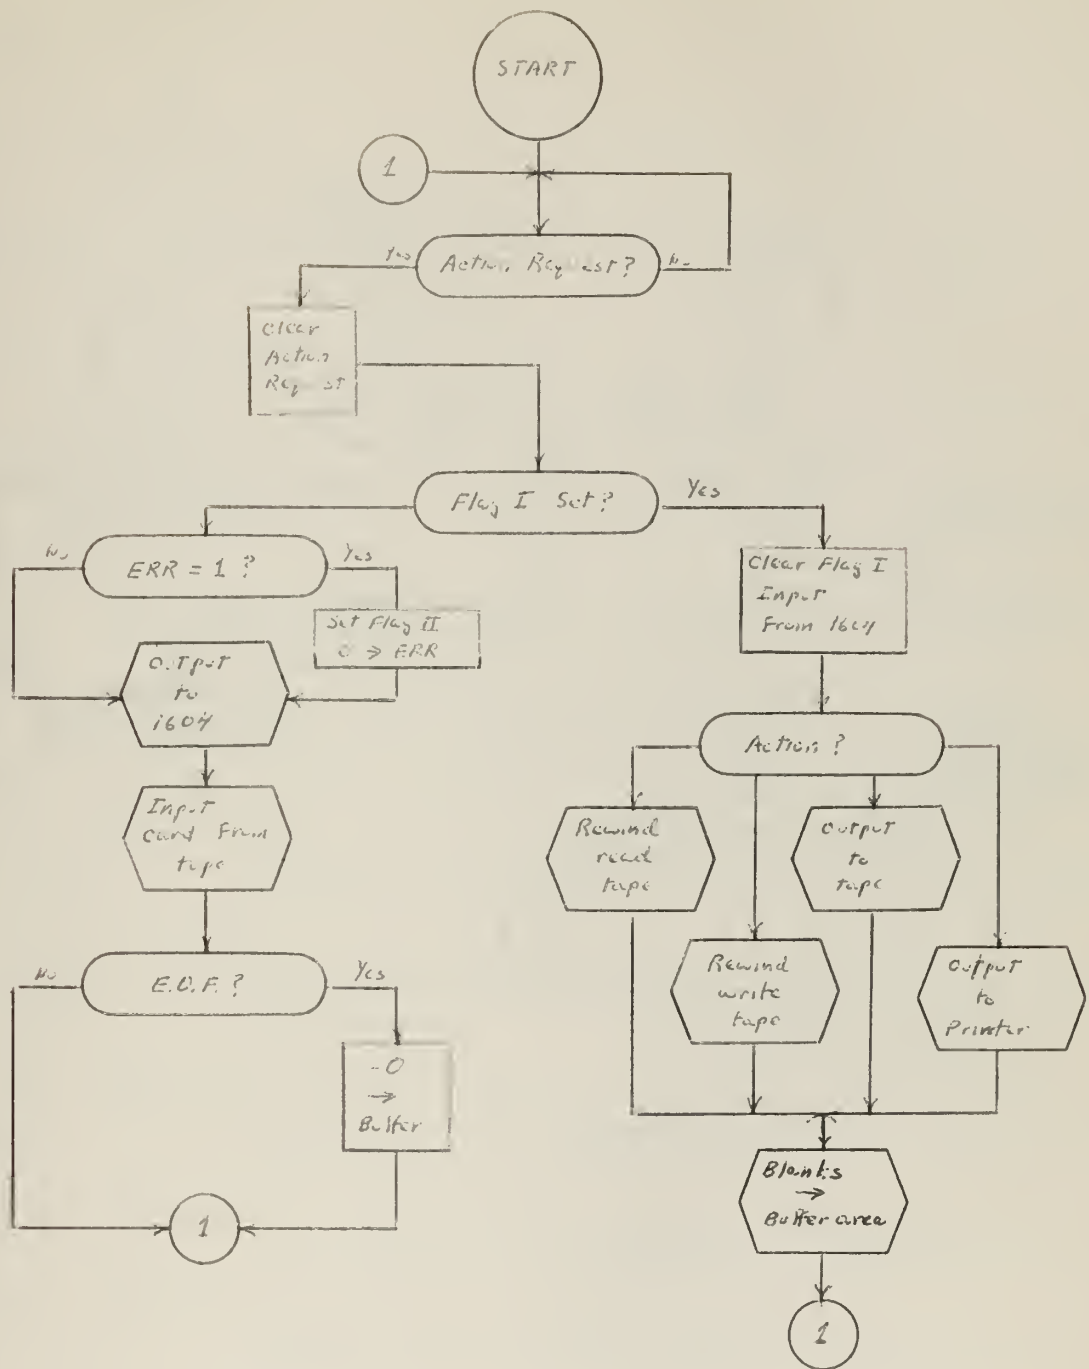 START
1
Yes
Action Request?
No
Clear
Action
Request
Flag I Set?
Yes
No
ERR = 1 ?
Yes
Set Flag II
0 → ERR
Output
to
1604
Input
Card From
tape
No
E.O.F. ?
Yes
-0
→
Buffer
1
Clear Flag I
Input
From 1604
Action ?
Rewind
read
tape
Rewind
write
tape
Output
to
tape
Output
to
Printer
Blanks
→
Buffer area
1